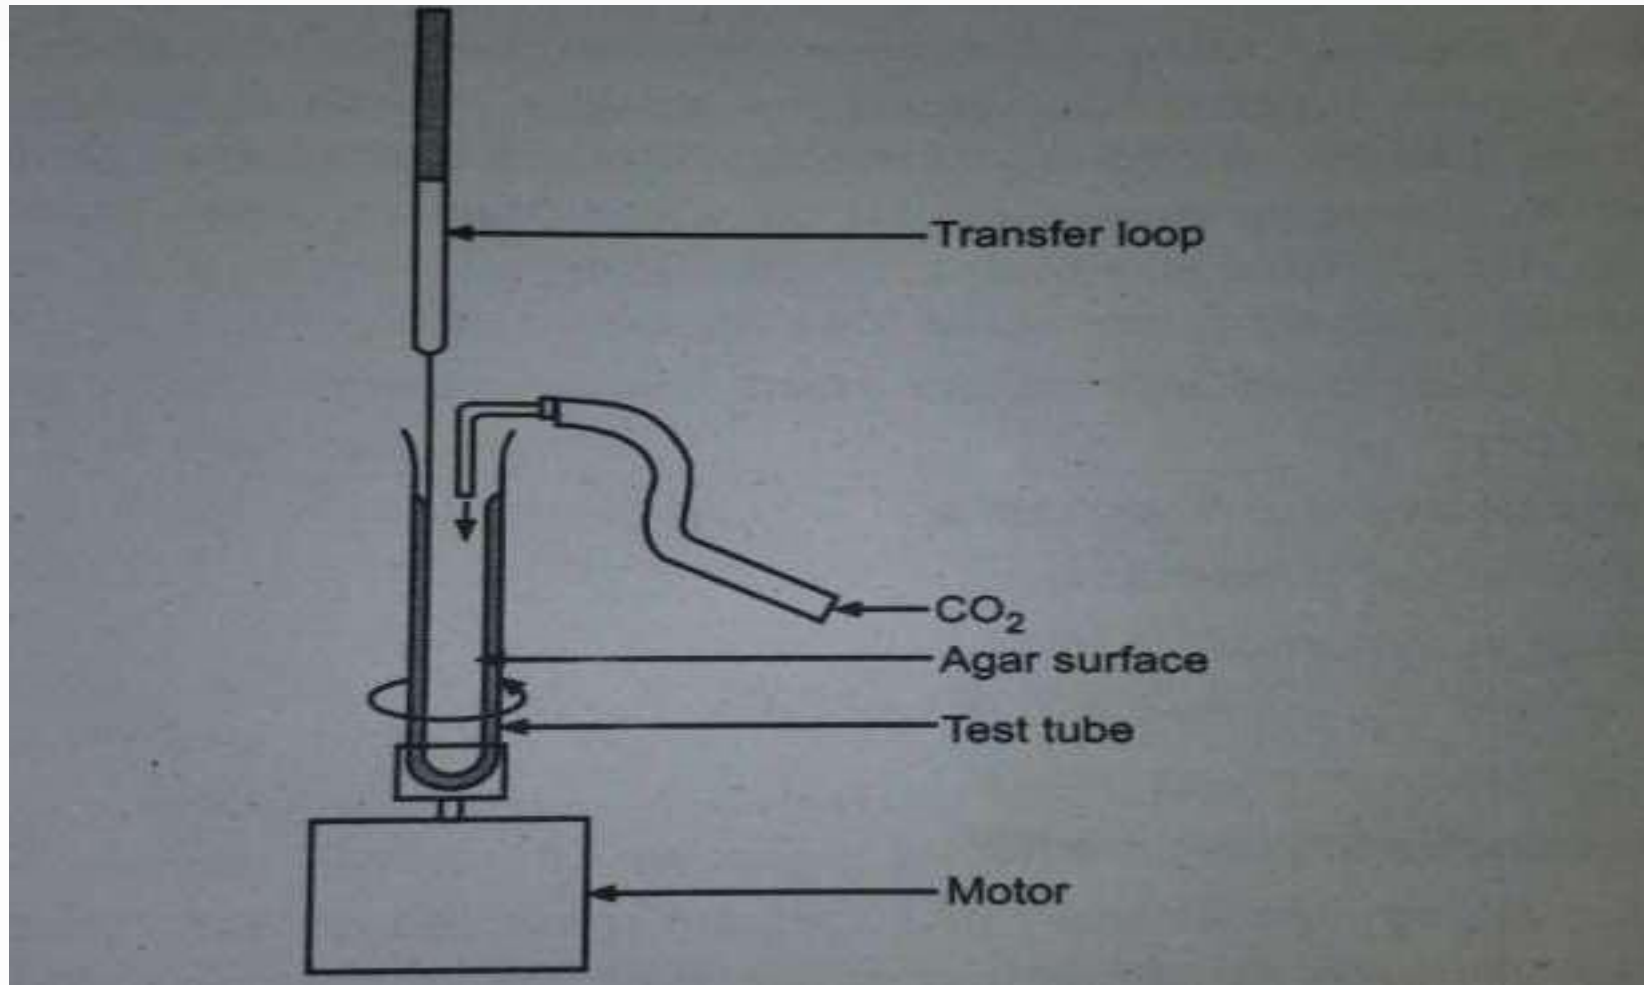 Transfer loop
CO₂
Agar surface
Test tube
Motor